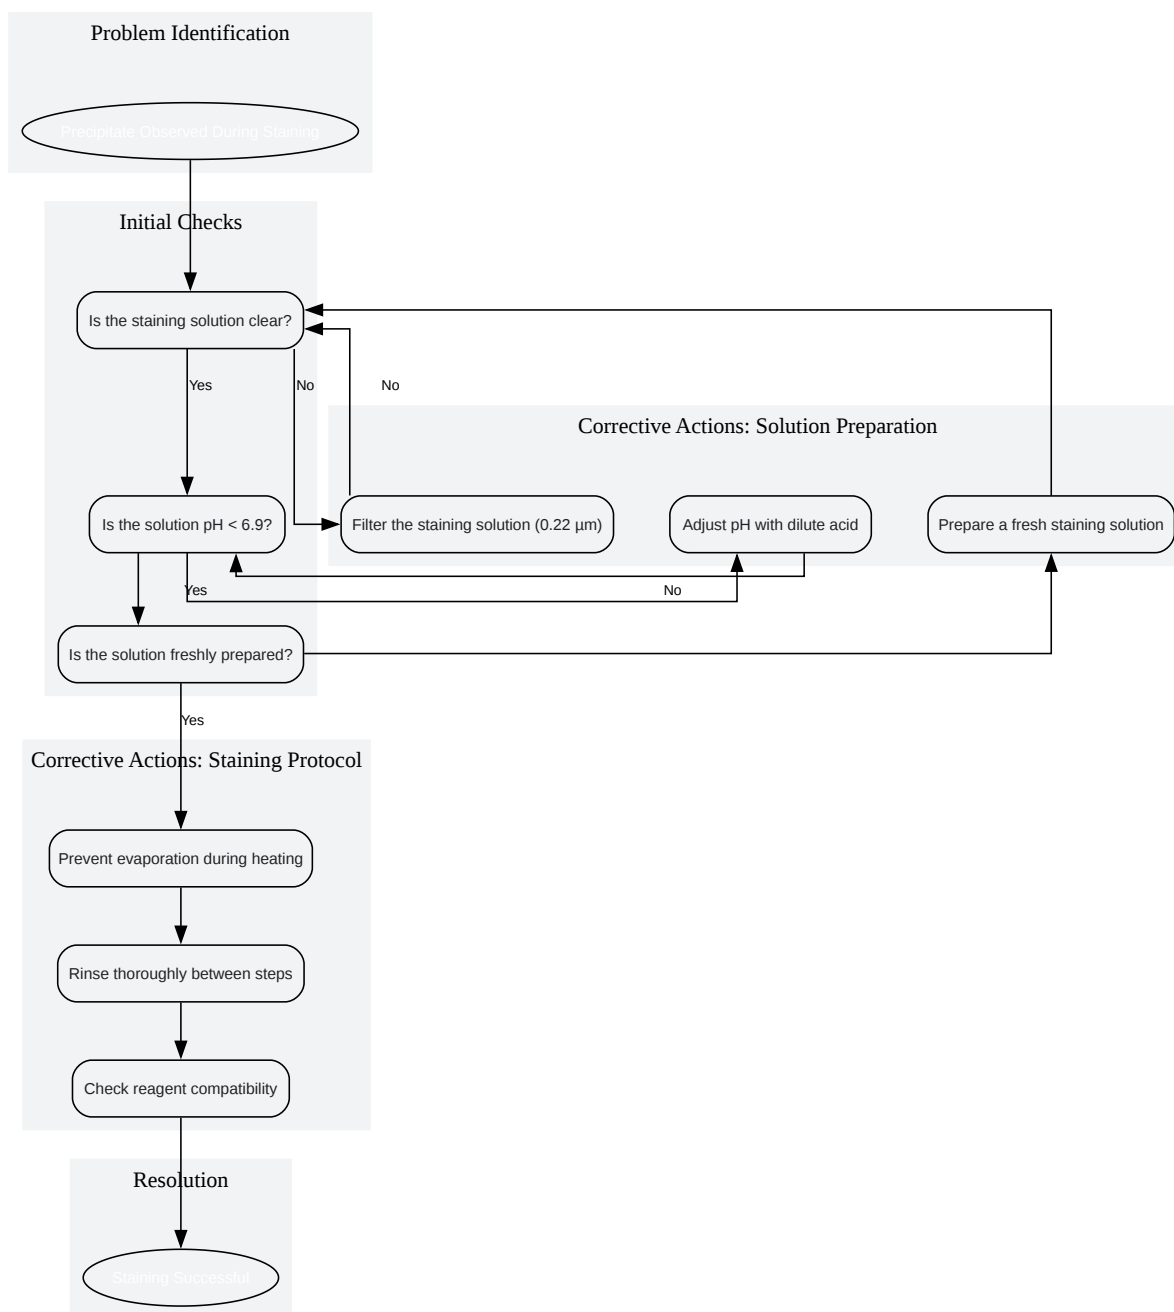 Problem Identification
Precipitate Observed During Staining
Initial Checks
Is the staining solution clear?
Yes
No
No
Corrective Actions: Solution Preparation
Is the solution pH < 6.9?
Filter the staining solution (0.22 µm)
Adjust pH with dilute acid
Prepare a fresh staining solution
Yes
No
Is the solution freshly prepared?
Yes
Corrective Actions: Staining Protocol
Prevent evaporation during heating
Rinse thoroughly between steps
Check reagent compatibility
Resolution
Staining Successful